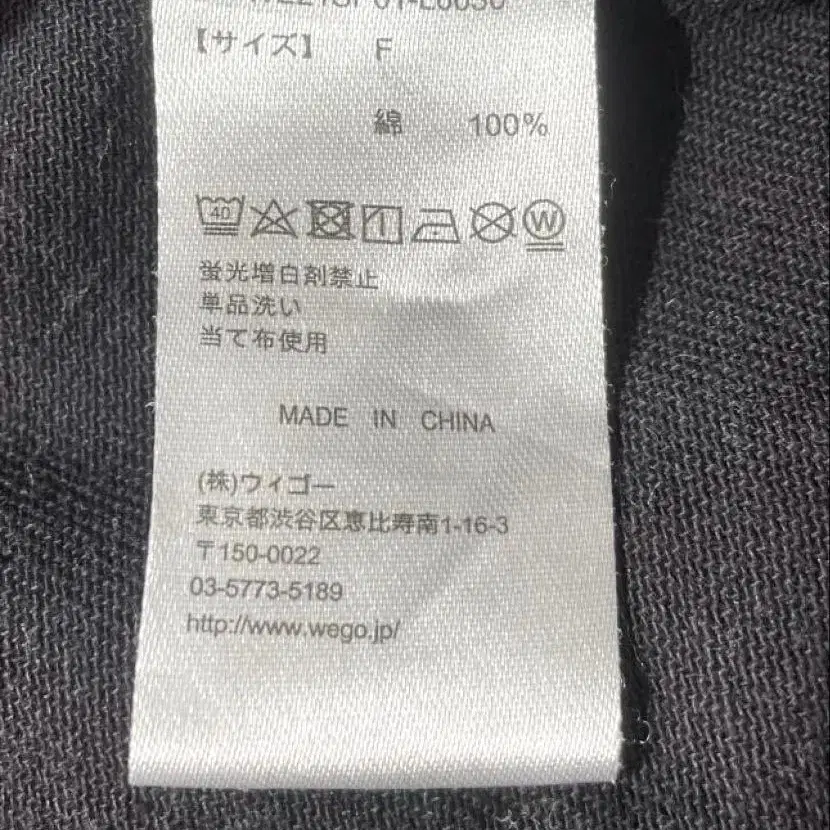 【サイズ】 F
綿 100%
40
W
蛍光増白剤禁止
単品洗い
当て布使用
MADE IN CHINA
(株)ウィゴー
東京都渋谷区恵比寿南1-16-3
〒150-0022
03-5773-5189
http://www.wego.jp/